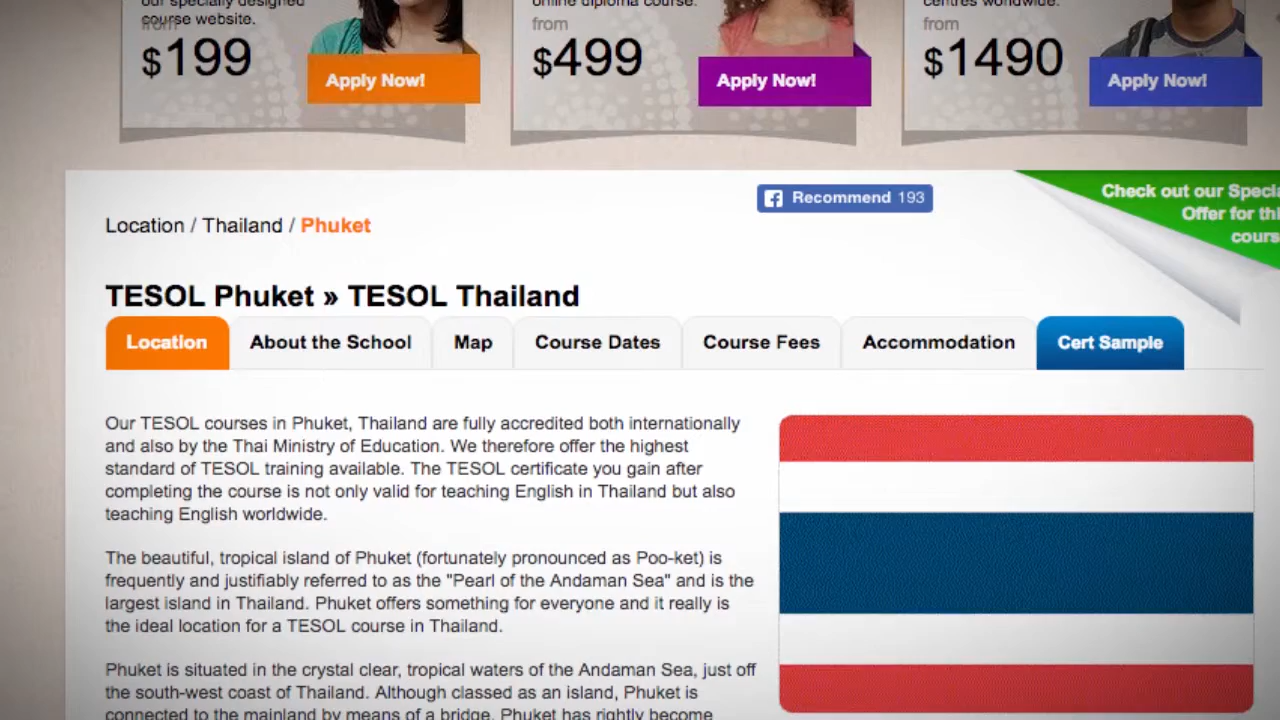 our specially designed
course website.
from
$199
Apply Now!
online diploma course.
from
$499
Apply Now!
centres worldwide.
from
$1490
Apply Now!
Recommend 193
Check out our Specia
Offer for thi
cours
Location / Thailand / Phuket
TESOL Phuket » TESOL Thailand
Location
About the School
Map
Course Dates
Course Fees
Accommodation
Cert Sample
Our TESOL courses in Phuket, Thailand are fully accredited both internationally
and also by the Thai Ministry of Education. We therefore offer the highest
standard of TESOL training available. The TESOL certificate you gain after
completing the course is not only valid for teaching English in Thailand but also
teaching English worldwide.
The beautiful, tropical island of Phuket (fortunately pronounced as Poo-ket) is
frequently and justifiably referred to as the "Pearl of the Andaman Sea" and is the
largest island in Thailand. Phuket offers something for everyone and it really is
the ideal location for a TESOL course in Thailand.
Phuket is situated in the crystal clear, tropical waters of the Andaman Sea, just off
the south-west coast of Thailand. Although classed as an island, Phuket is
connected to the mainland by means of a bridge. Phuket has rightly become